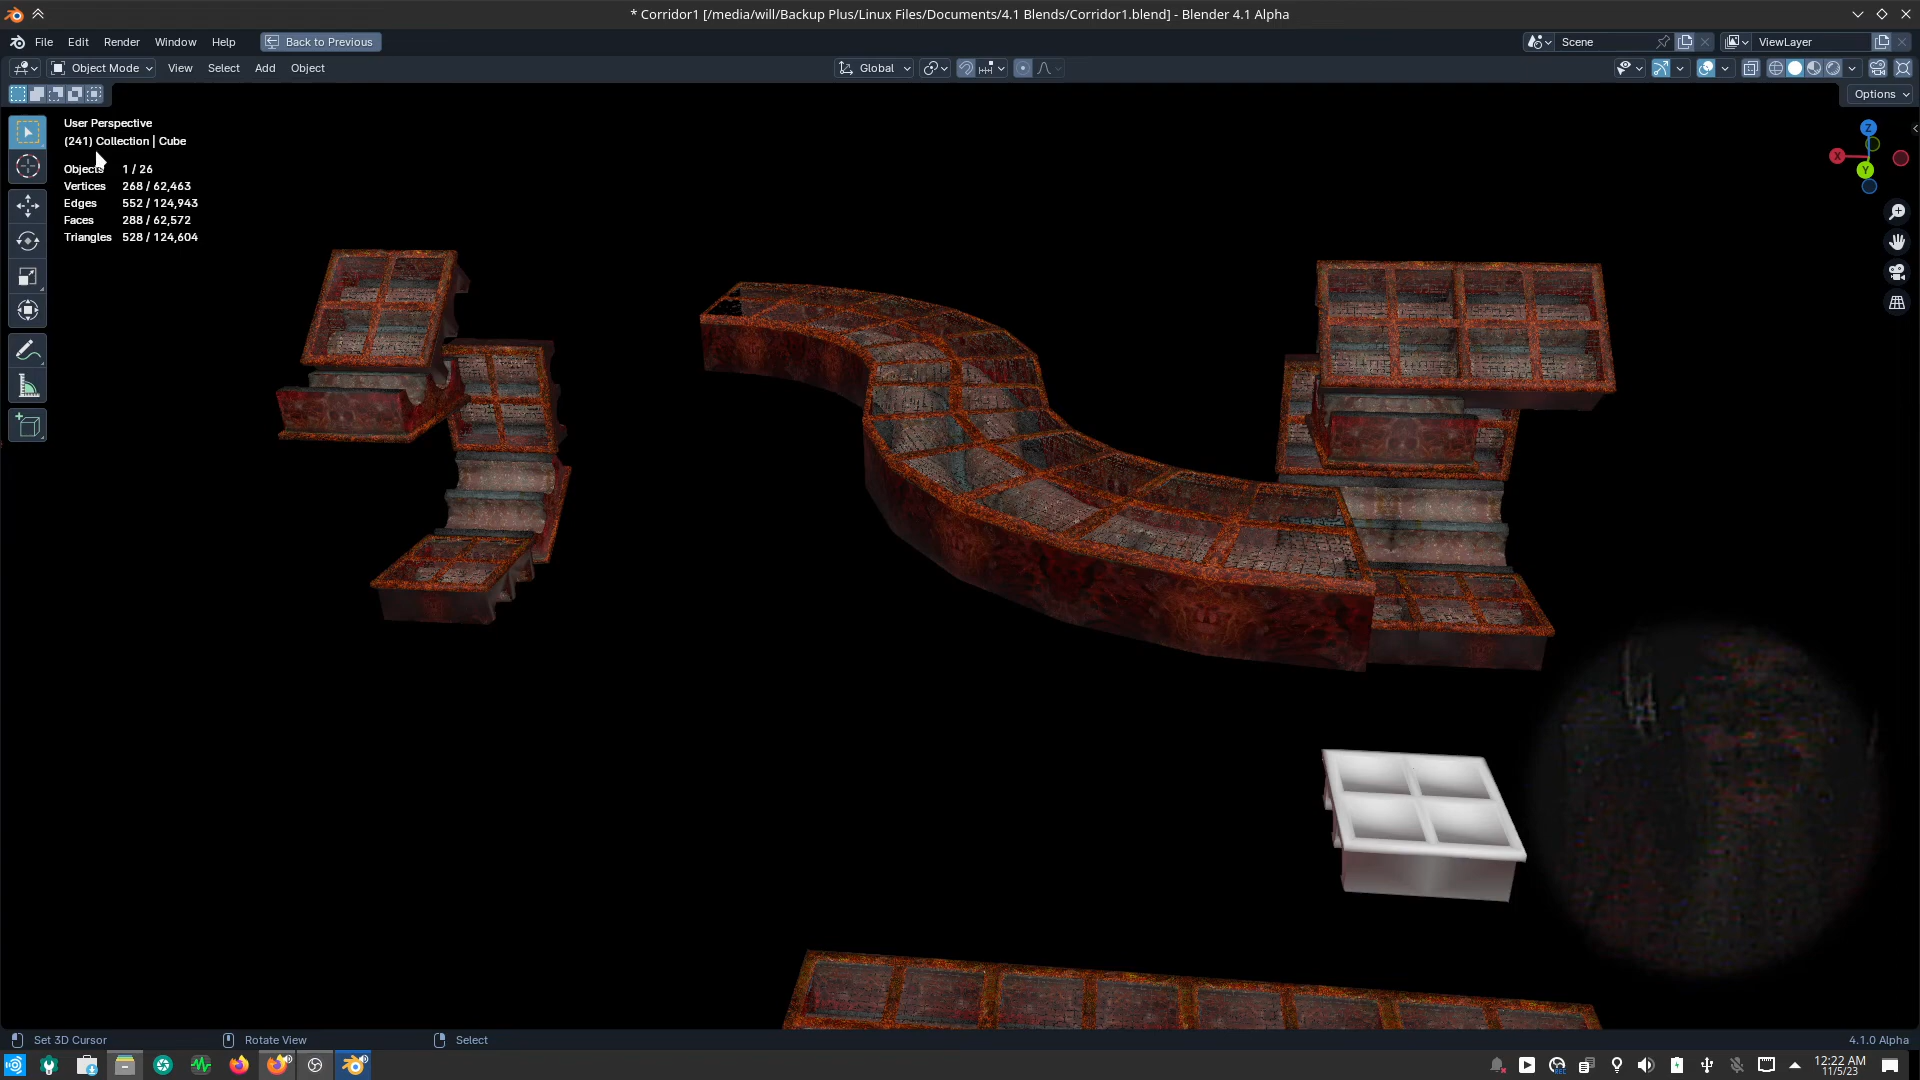 * Corridor1 [/media/will/Backup Plus/Linux Files/Documents/4.1 Blends/Corridor1.blend] - Blender 4.1 Alpha
File Edit Render Window Help Back to Previous Scene ViewLayer
Object Mode View Select Add Object Global
Options
User Perspective
(241) Collection | Cube
Objects 1 / 26
Vertices 268 / 62,463
Edges 552 / 124,943
Faces 288 / 62,572
Triangles 528 / 124,604
Z
X
Y
Set 3D Cursor Rotate View Select 4.1.0 Alpha
12:22 AM
11/5/23